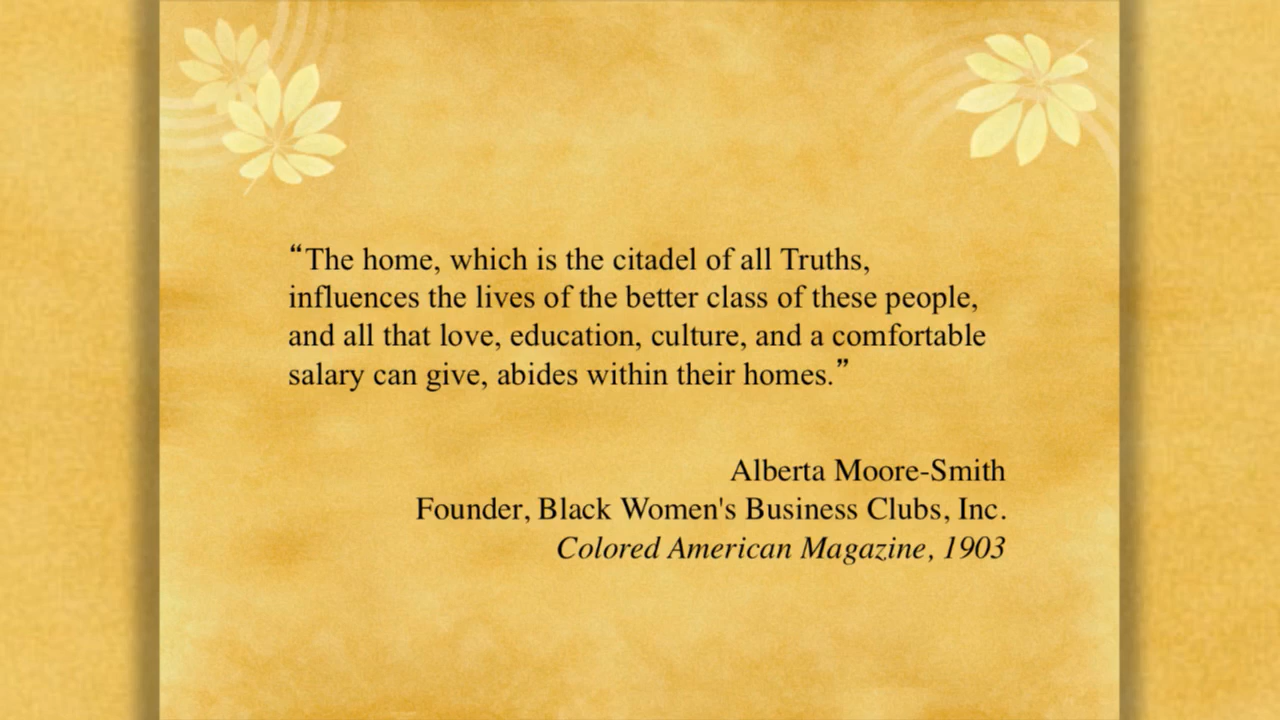 “The home, which is the citadel of all Truths,
influences the lives of the better class of these people,
and all that love, education, culture, and a comfortable
salary can give, abides within their homes.”
Alberta Moore-Smith
Founder, Black Women's Business Clubs, Inc.
Colored American Magazine, 1903